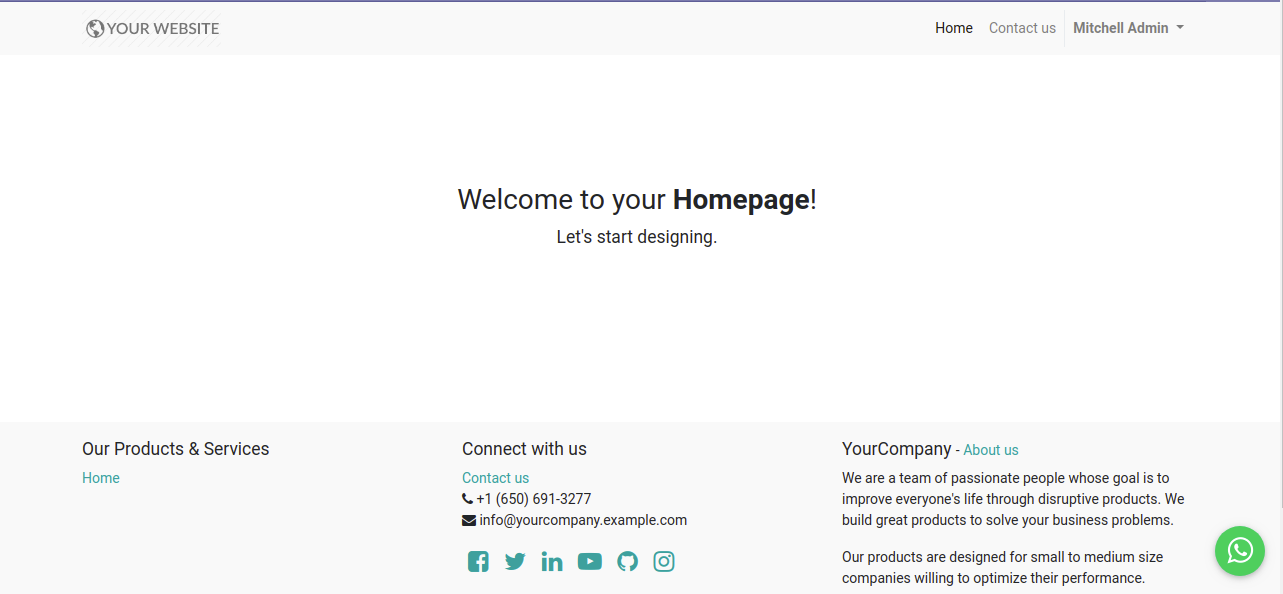 YOUR WEBSITE
Home Contact us Mitchell Admin
Welcome to your Homepage!
Let's start designing.
Our Products & Services
Home
Connect with us
Contact us
+1 (650) 691-3277
info@yourcompany.example.com
YourCompany - About us
We are a team of passionate people whose goal is to
improve everyone's life through disruptive products. We
build great products to solve your business problems.
Our products are designed for small to medium size
companies willing to optimize their performance.